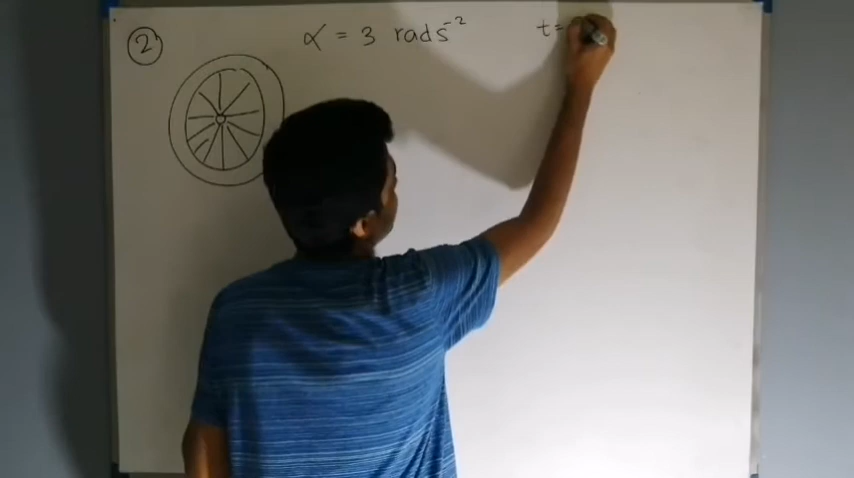 2
α = 3 rads⁻² t=